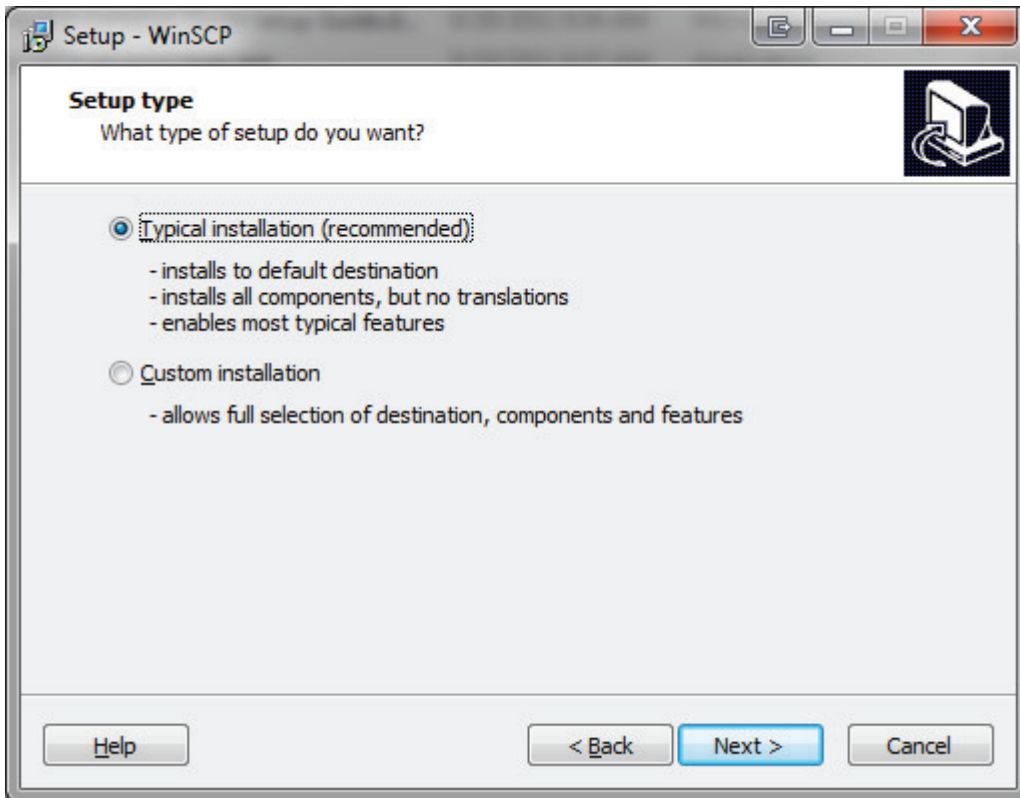 Setup - WinSCP
Setup type
What type of setup do you want?
Typical installation (recommended)
- installs to default destination
- installs all components, but no translations
- enables most typical features
Custom installation
- allows full selection of destination, components and features
Help
< Back
Next >
Cancel